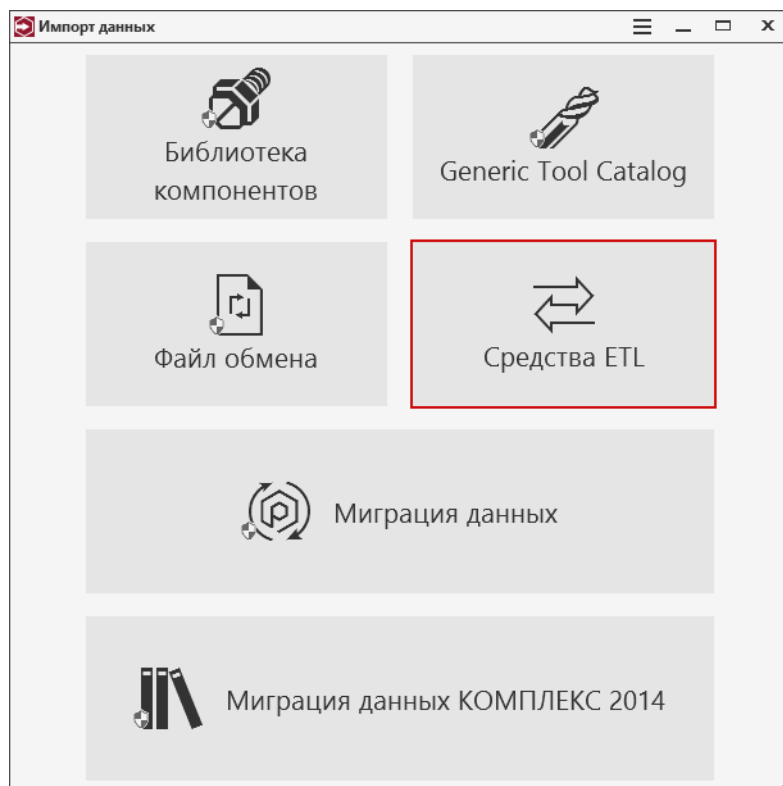 Импорт данных
Библиотека
компонентов
Generic Tool Catalog
Файл обмена
Средства ETL
Миграция данных
Миграция данных КОМПЛЕКС 2014